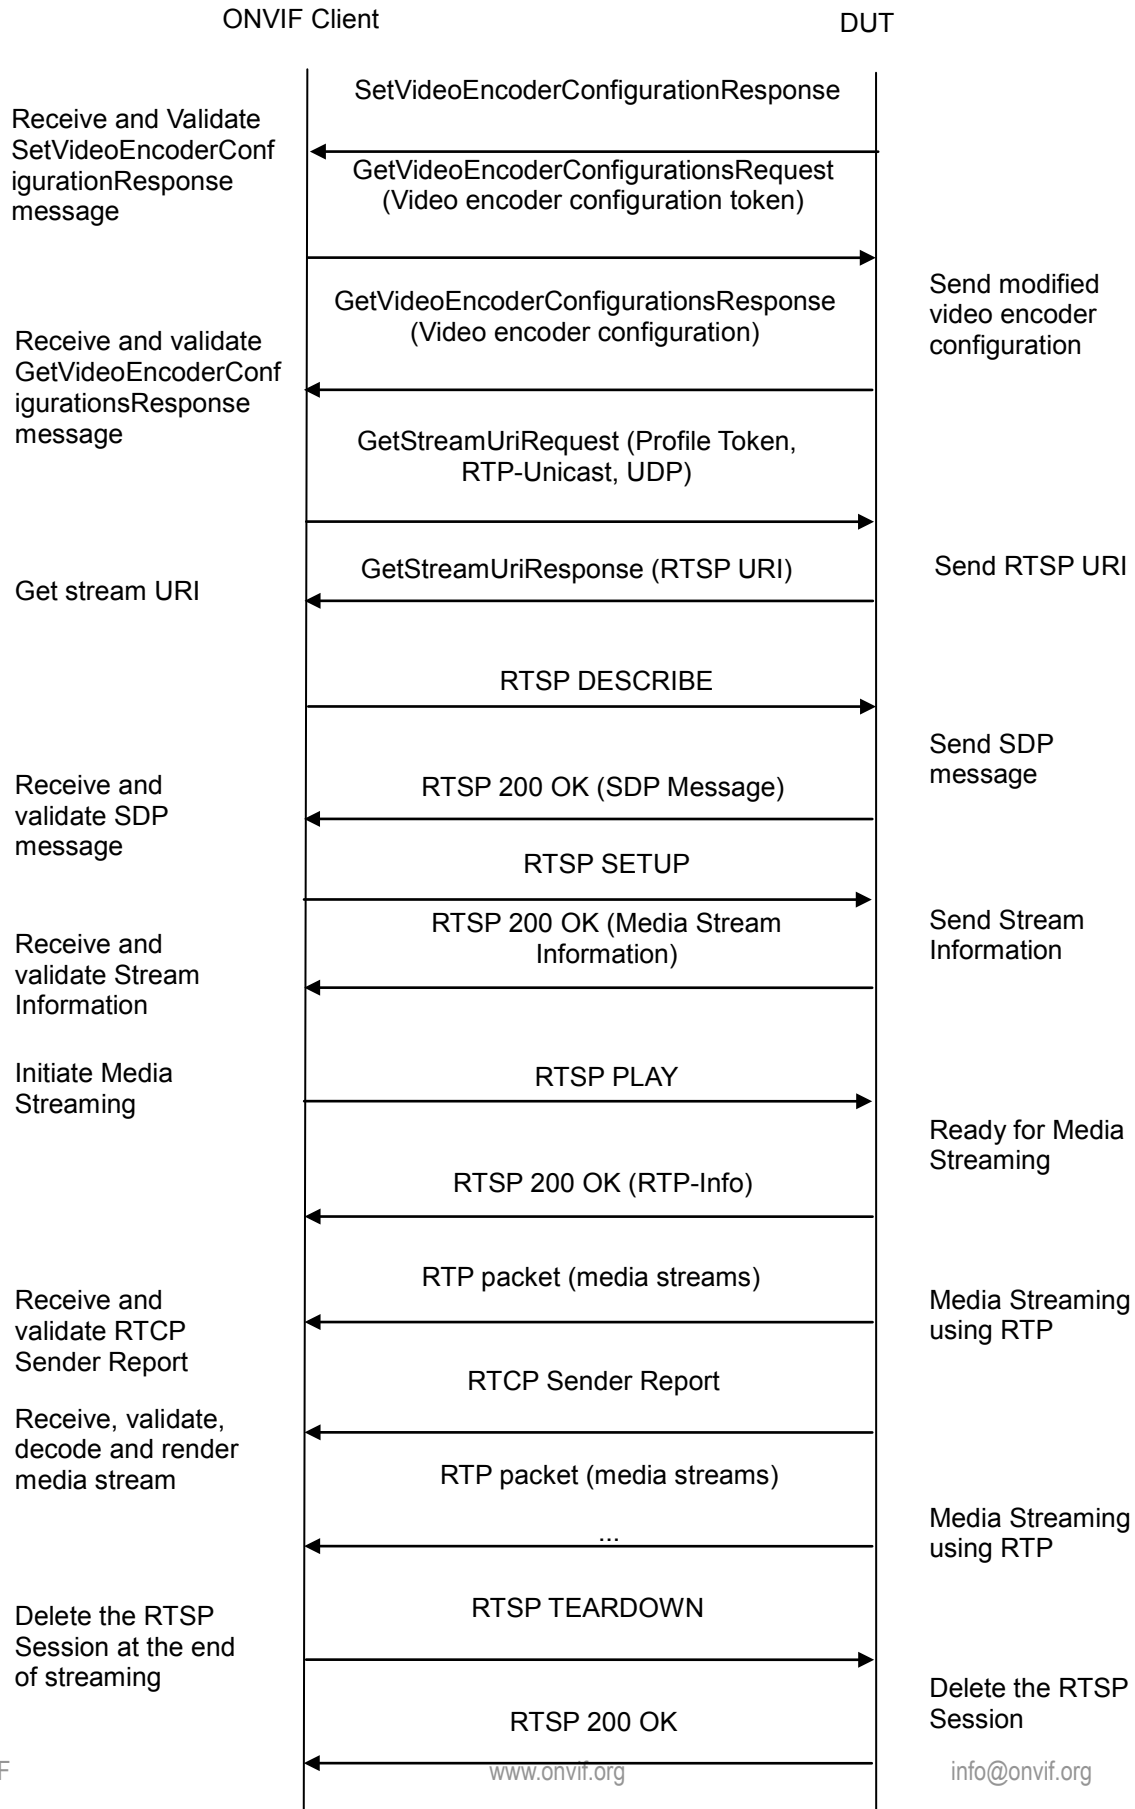 ONVIF Client
DUT
SetVideoEncoderConfigurationResponse
Receive and Validate
SetVideoEncoderConf
igurationResponse
message
GetVideoEncoderConfigurationsRequest
(Video encoder configuration token)
Send modified
video encoder
configuration
GetVideoEncoderConfigurationsResponse
(Video encoder configuration)
Receive and validate
GetVideoEncoderConf
igurationsResponse
message
GetStreamUriRequest (Profile Token,
RTP-Unicast, UDP)
Send RTSP URI
GetStreamUriResponse (RTSP URI)
Get stream URI
RTSP DESCRIBE
Send SDP
message
Receive and
validate SDP
message
RTSP 200 OK (SDP Message)
RTSP SETUP
Send Stream
Information
RTSP 200 OK (Media Stream
Information)
Receive and
validate Stream
Information
Initiate Media
Streaming
RTSP PLAY
Ready for Media
Streaming
RTSP 200 OK (RTP-Info)
RTP packet (media streams)
Media Streaming
using RTP
Receive and
validate RTCP
Sender Report
RTCP Sender Report
Receive, validate,
decode and render
media stream
RTP packet (media streams)
...
Media Streaming
using RTP
RTSP TEARDOWN
Delete the RTSP
Session at the end
of streaming
Delete the RTSP
Session
RTSP 200 OK
F
www.onvif.org
info@onvif.org